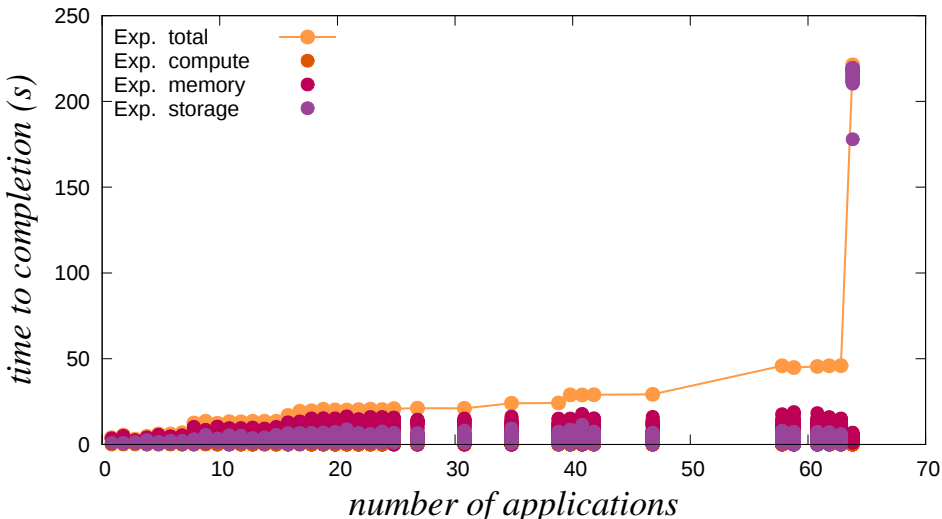 250
200
150
100
50
0
time to completion (s)
Exp. total
Exp. compute
Exp. memory
Exp. storage
0 10 20 30 40 50 60 70
number of applications